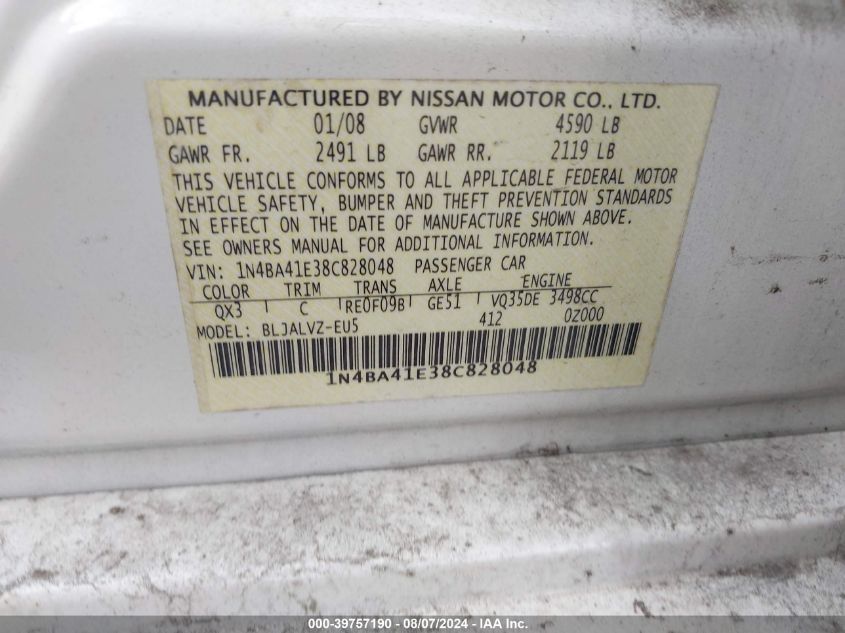 MANUFACTURED BY NISSAN MOTOR CO., LTD.
DATE 01/08 GVWR 4590 LB
GAWR FR. 2491 LB GAWR RR. 2119 LB
THIS VEHICLE CONFORMS TO ALL APPLICABLE FEDERAL MOTOR
VEHICLE SAFETY, BUMPER AND THEFT PREVENTION STANDARDS
IN EFFECT ON THE DATE OF MANUFACTURE SHOWN ABOVE.
SEE OWNERS MANUAL FOR ADDITIONAL INFORMATION.
VIN: 1N4BA41E38C828048 PASSENGER CAR
COLOR TRIM TRANS AXLE ENGINE
QX3 C RE0F09B GE51 VQ35DE 3498CC
MODEL: BLJALVZ-EU5 412 0Z000
1N4BA41E38C828048
000-39757190 - 08/07/2024 - IAA Inc.